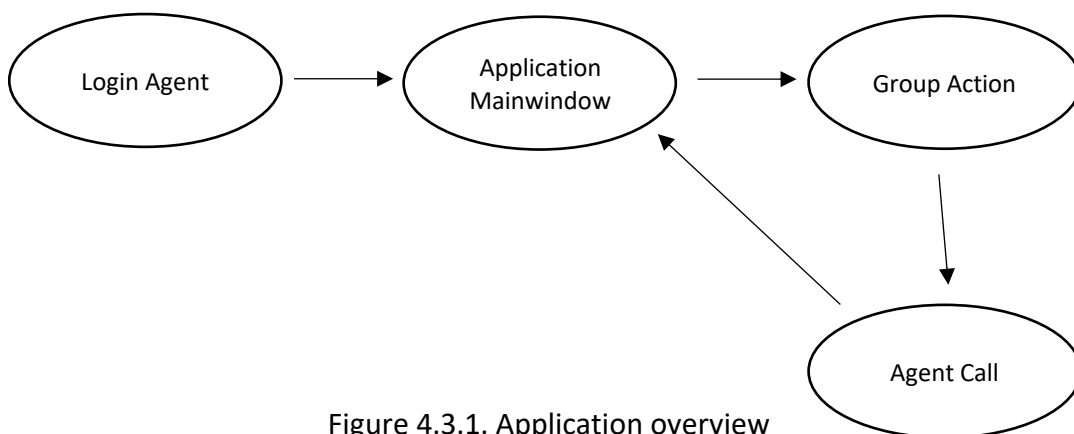 Login Agent
Application
Mainwindow
Group Action
Agent Call
Figure 4.3.1. Application overview